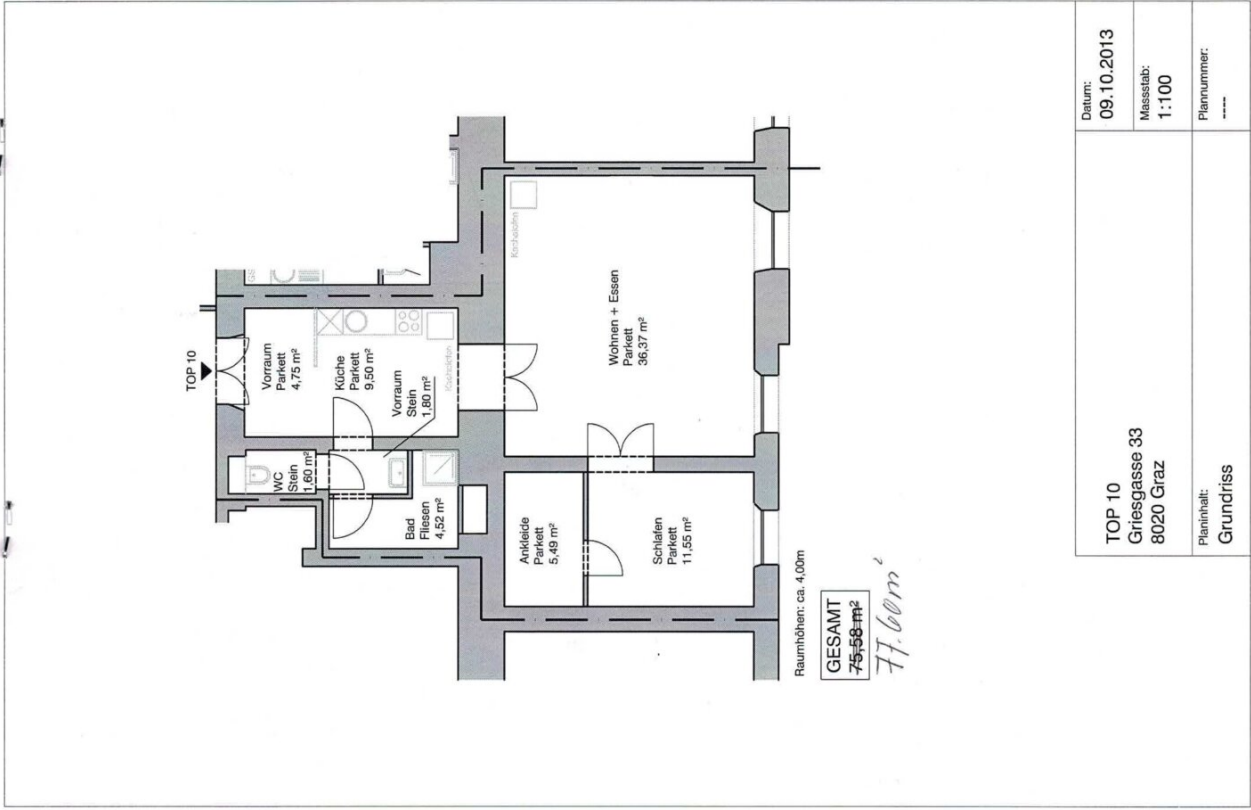 TOP 10
Vorraum
Parkett
4,75 m²
GS
Küche
Parkett
9,50 m²
Vorraum
Stein
1,80 m²
Kachelofen
WC
Stein
1,60 m²
Bad
Fliesen
4,52 m²
Kachelofen
Wohnen + Essen
Parkett
36,37 m²
Ankleide
Parkett
5,49 m²
Schlafen
Parkett
11,55 m²
Raumhöhen: ca. 4,00m
GESAMT
75,58 m²
77.60m²
TOP 10
Griesgasse 33
8020 Graz
Planinhalt:
Grundriss
Datum:
09.10.2013
Massstab:
1:100
Plannummer:
----